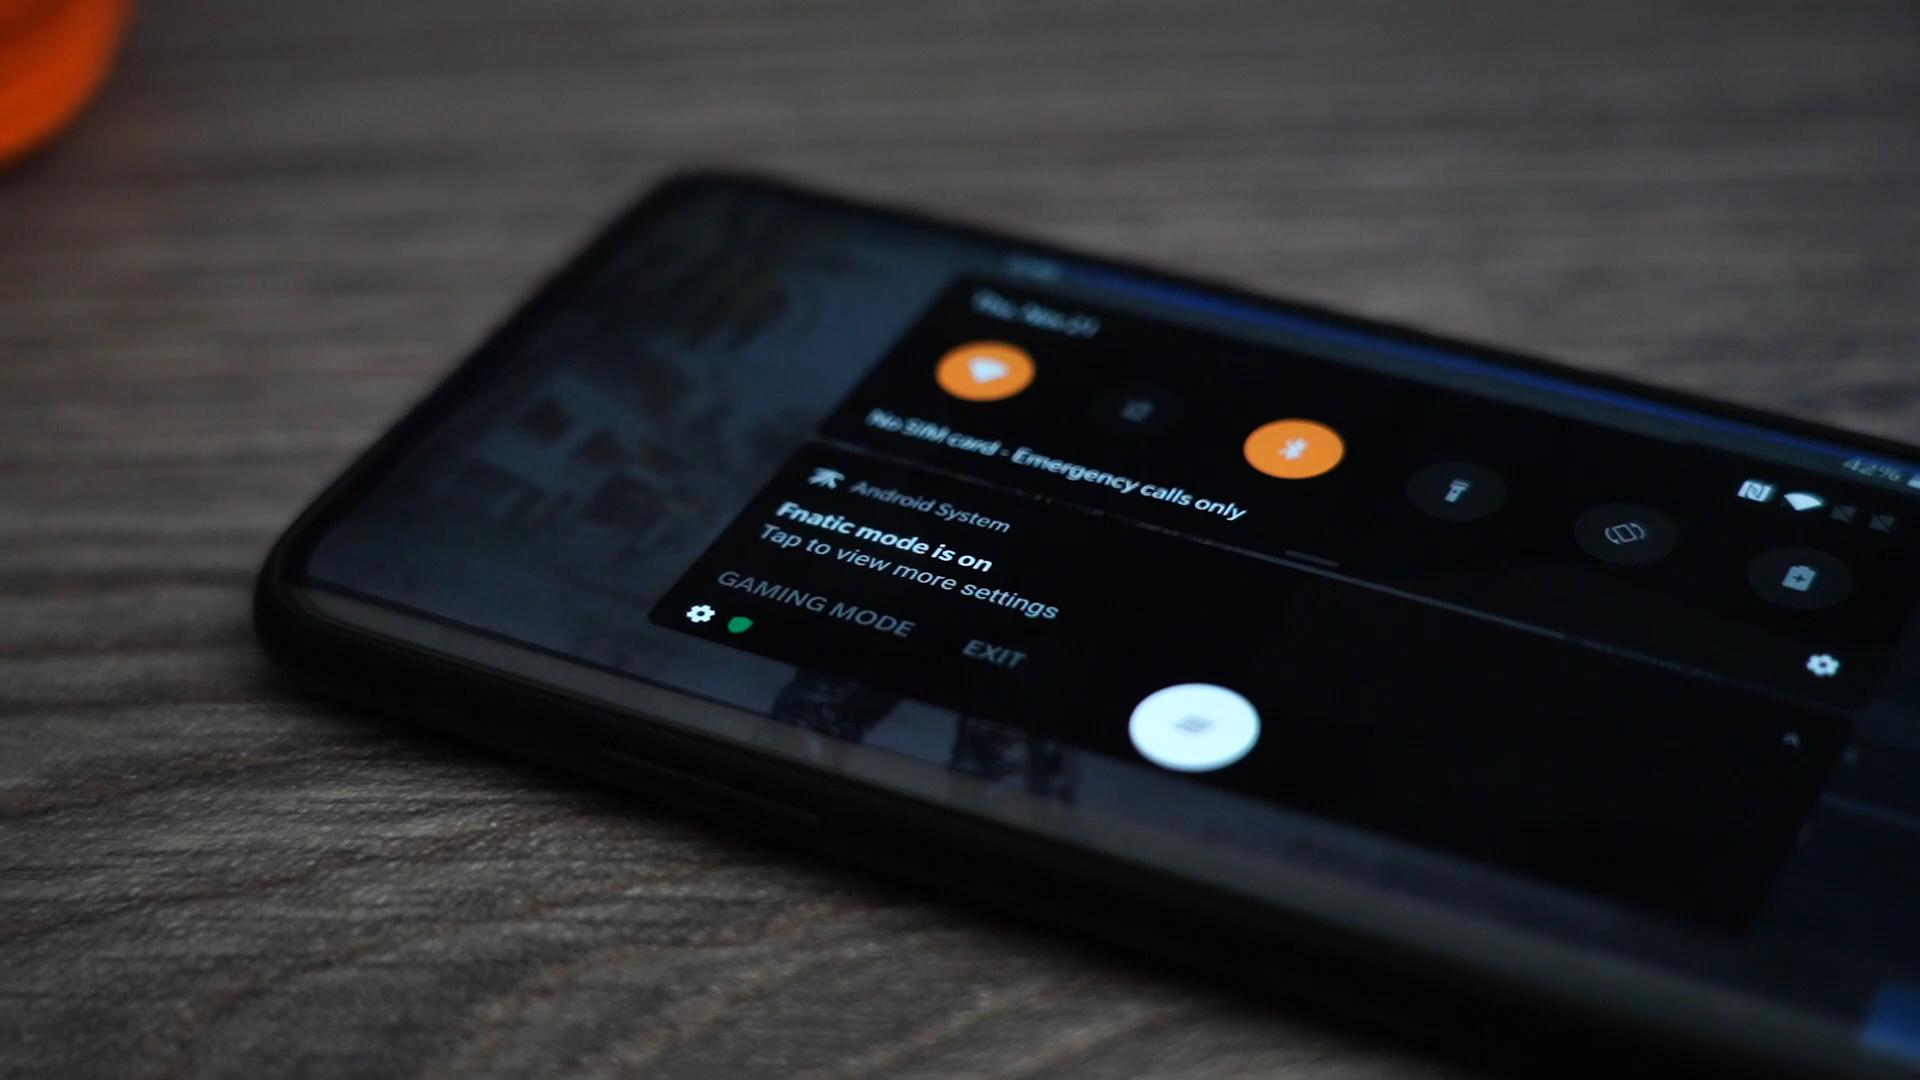 42%
No SIM card - Emergency calls only
Android System
Fnatic mode is on
Tap to view more settings
GAMING MODE EXIT